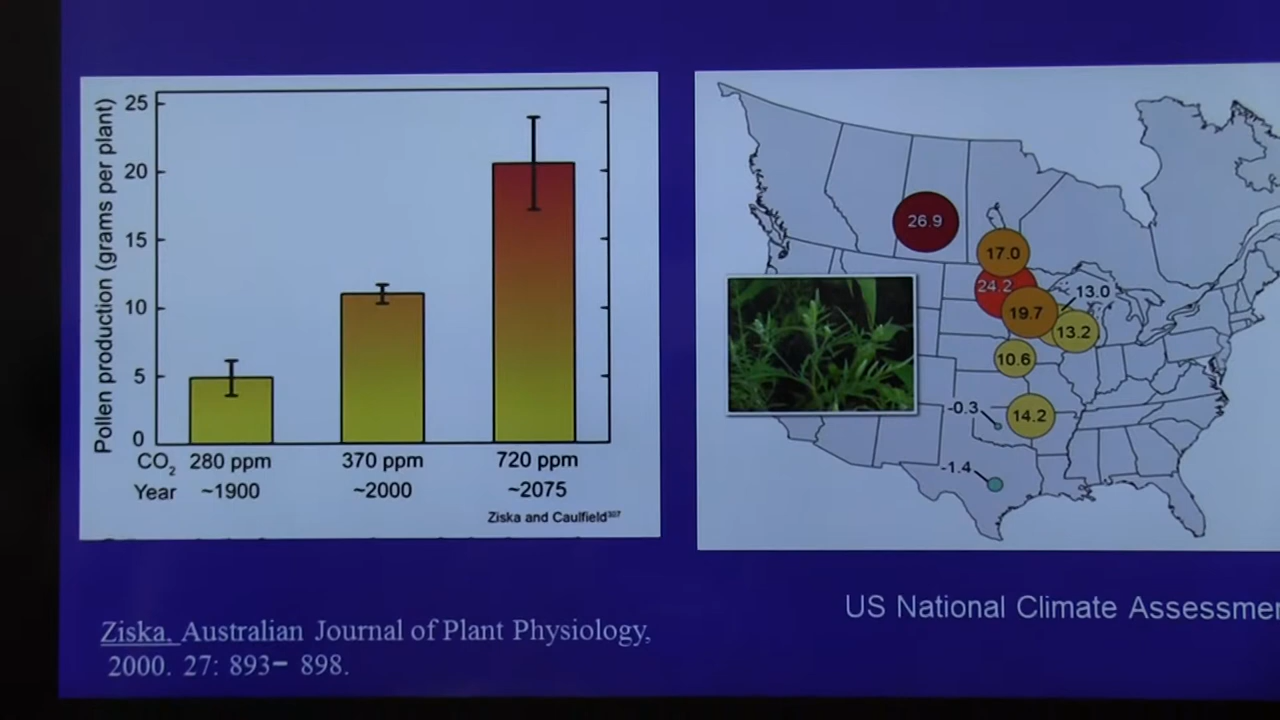 Pollen production (grams per plant)
25
20
15
10
5
0
CO2 280 ppm 370 ppm 720 ppm
Year ~1900 ~2000 ~2075
Ziska and Caulfield307
26.9
17.0
24.2
13.0
19.7
13.2
10.6
-0.3
14.2
-1.4
US National Climate Assessmen
Ziska. Australian Journal of Plant Physiology,
2000. 27: 893– 898.